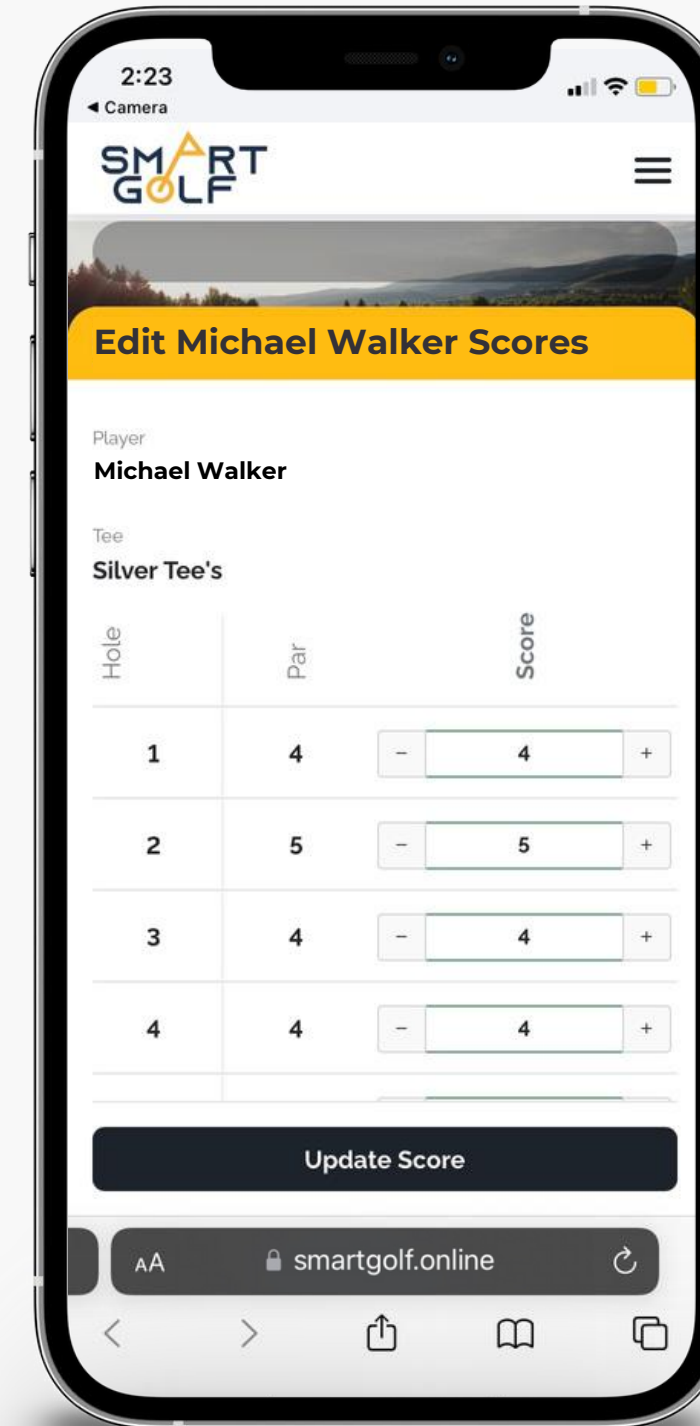 2:23
◄ Camera
SMART
GOLF
Edit Michael Walker Scores
Player
Michael Walker
Tee
Silver Tee's
Hole Par Score
1 4 - 4 +
2 5 - 5 +
3 4 - 4 +
4 4 - 4 +
Update Score
AA smartgolf.online